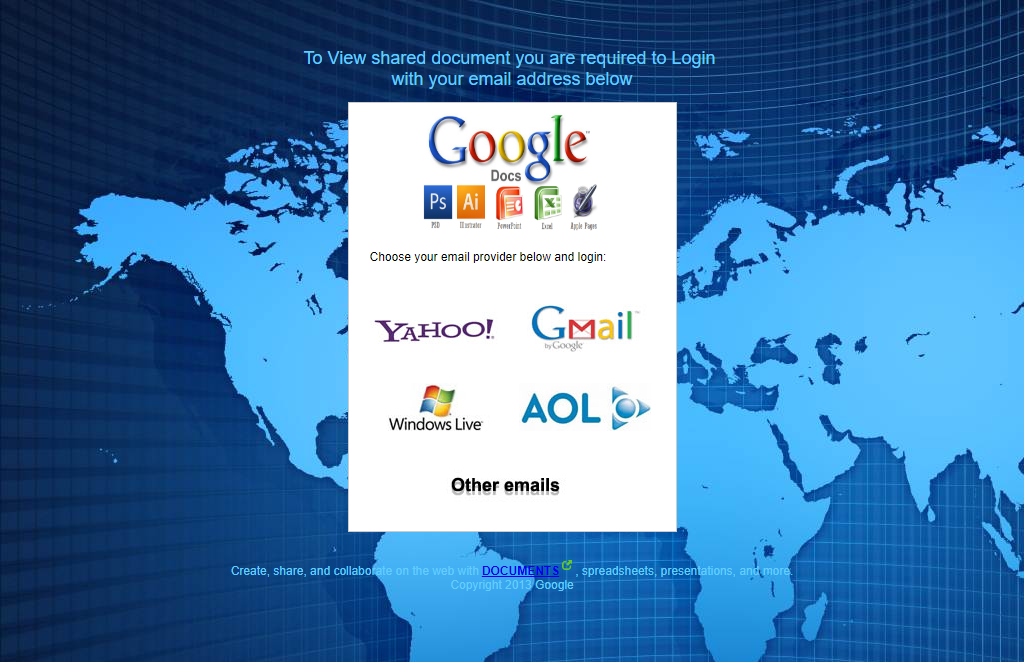 To View shared document you are required to Login
with your email address below
Google
Docs
Ps Ai
PSD Illustrator PowerPoint Excel Apple Pages
Choose your email provider below and login:
YAHOO! Gmail
by Google
Windows Live AOL
Other emails
Create, share, and collaborate on the web with DOCUMENTS , spreadsheets, presentations, and more.
Copyright 2013 Google